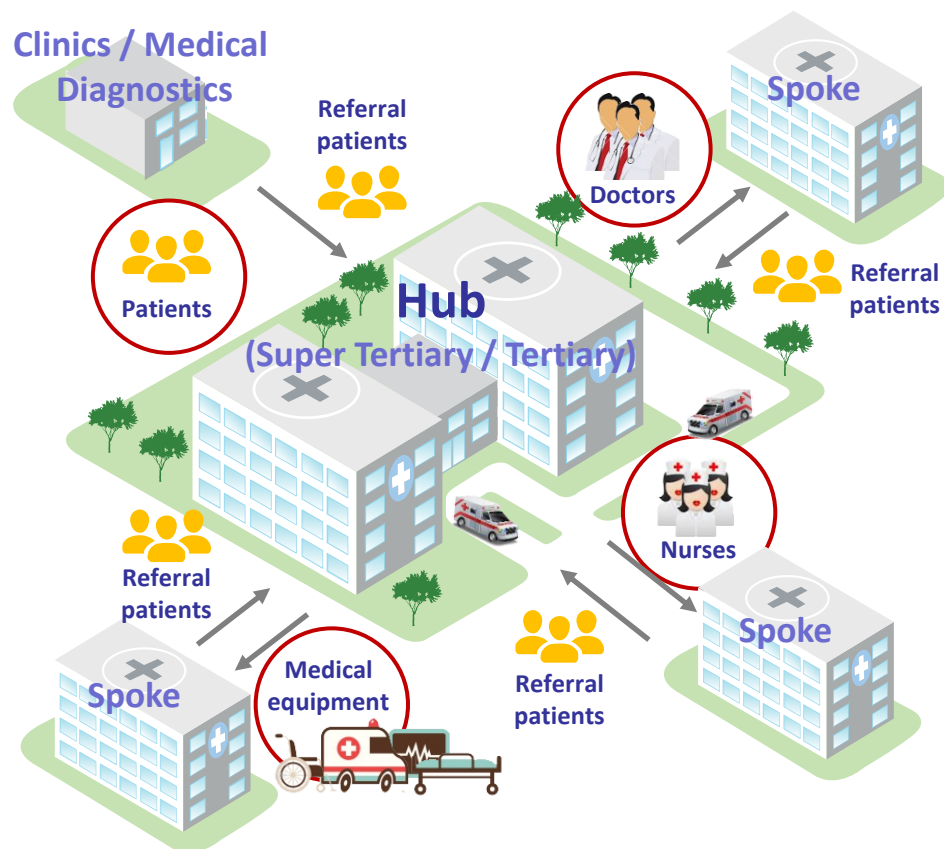 Clinics / Medical
Diagnostics
Referral
patients
Doctors
Spoke
Patients
Hub
(Super Tertiary / Tertiary)
Referral
patients
Nurses
Referral
patients
Spoke
Medical
equipment
Spoke
Referral
patients